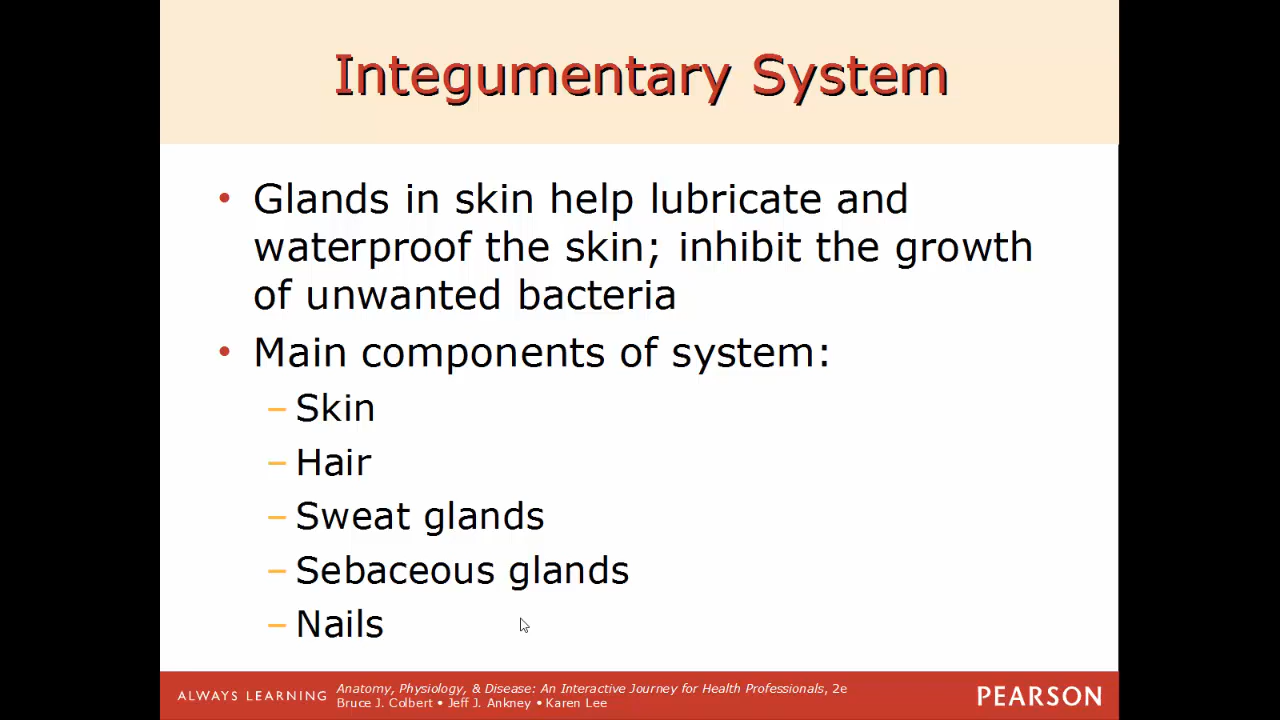 Integumentary System
• Glands in skin help lubricate and
waterproof the skin; inhibit the growth
of unwanted bacteria
• Main components of system:
– Skin
– Hair
– Sweat glands
– Sebaceous glands
– Nails
ALWAYS LEARNING
Anatomy, Physiology, & Disease: An Interactive Journey for Health Professionals, 2e
Bruce J. Colbert • Jeff J. Ankney • Karen Lee
PEARSON